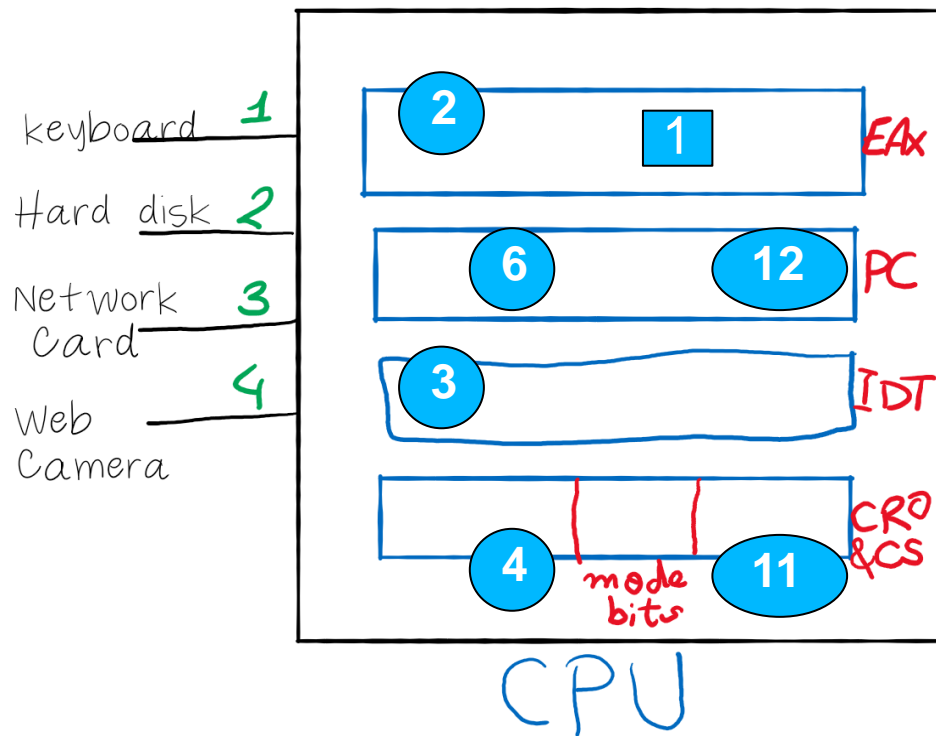 keyboard 1
Hard disk 2
Network 3
Card
4
Web
Camera
2 1 EAx
6 12 PC
3 IDT
CR0
&CS
4 11
mode
bits
CPU